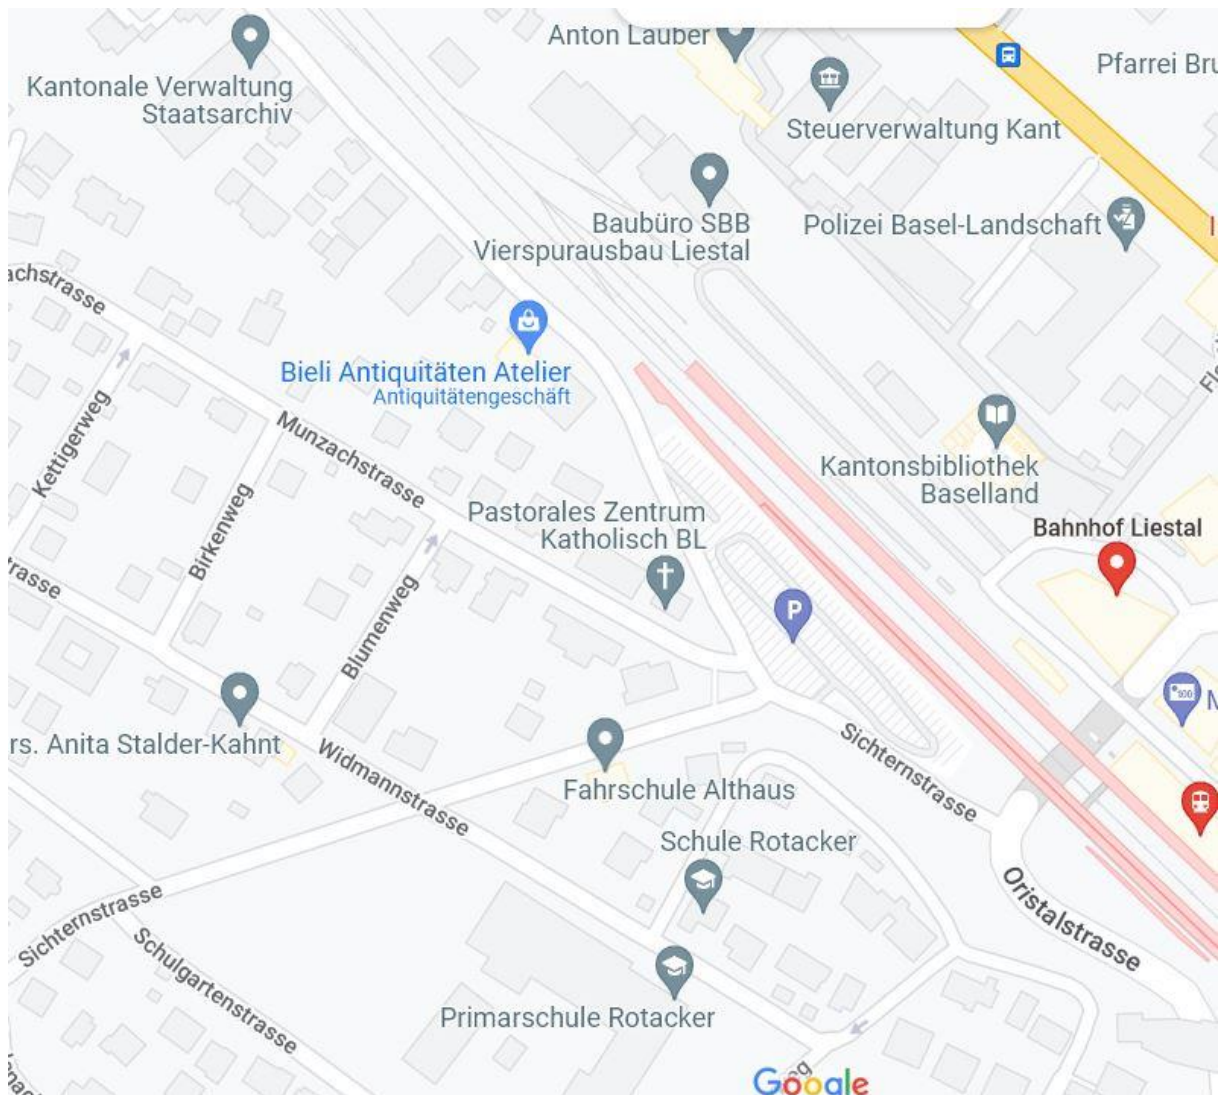 Anton Lauber
Pfarrei Bru
Kantonale Verwaltung
Staatsarchiv
Steuerverwaltung Kant
Baubüro SBB
Vierspurausbau Liestal
Polizei Basel-Landschaft
achstrasse
Bieli Antiquitäten Atelier
Antiquitätengeschäft
Kettigerweg
Munzachstrasse
Kantonsbibliothek
Baselland
Birkenweg
Pastorales Zentrum
Katholisch BL
Bahnhof Liestal
rasse
Blumenweg
P
rs. Anita Stalder-Kahnt
Widmannstrasse
Sichternstrasse
Fahrschule Althaus
Schule Rotacker
Oristalstrasse
Sichternstrasse
Schulgartenstrasse
Primarschule Rotacker
Google